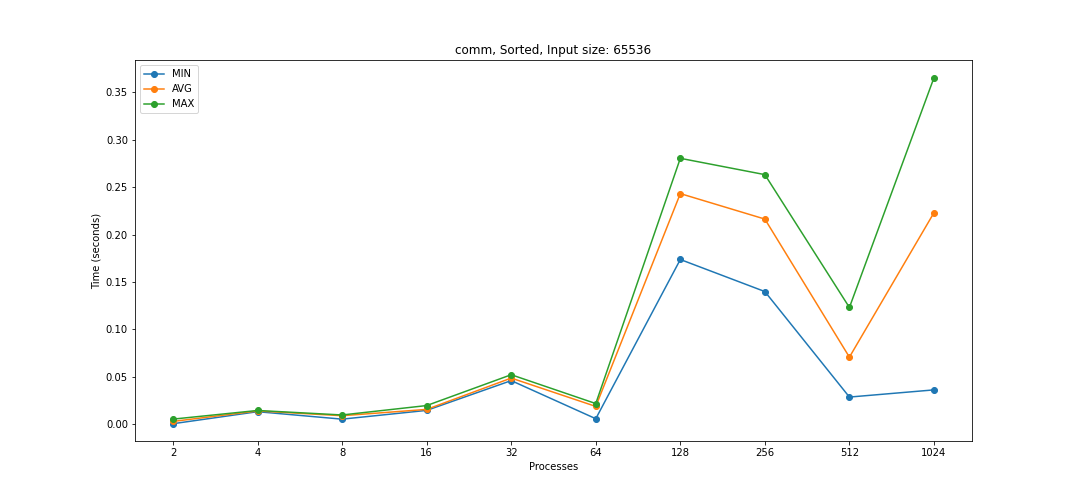 comm, Sorted, Input size: 65536
MIN
AVG
MAX
0.35
0.30
0.25
0.20
0.15
0.10
0.05
0.00
Time (seconds)
2 4 8 16 32 64 128 256 512 1024
Processes